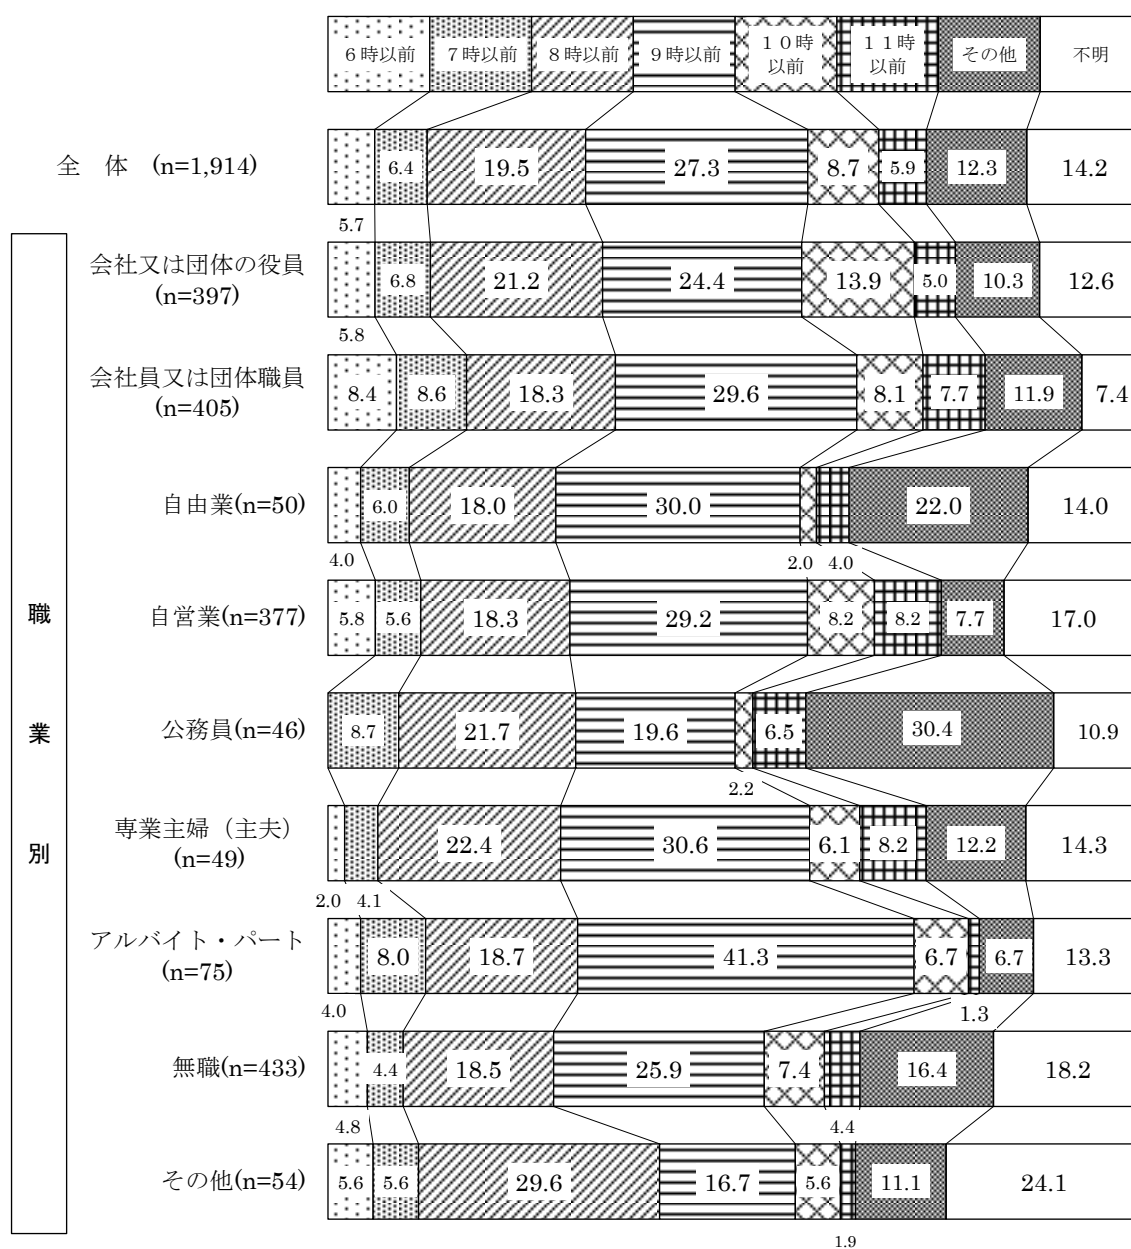 ６時以前 ７時以前 ８時以前 ９時以前 １０時以前 １１時以前 その他 不明
全　体　(n=1,914) 5.7 6.4 19.5 27.3 8.7 5.9 12.3 14.2
職業別
会社又は団体の役員
(n=397) 5.8 6.8 21.2 24.4 13.9 5.0 10.3 12.6
会社員又は団体職員
(n=405) 8.4 8.6 18.3 29.6 8.1 7.7 11.9 7.4
自由業(n=50) 4.0 6.0 18.0 30.0 2.0 4.0 22.0 14.0
自営業(n=377) 5.8 5.6 18.3 29.2 8.2 8.2 7.7 17.0
公務員(n=46) 8.7 21.7 19.6 2.2 6.5 30.4 10.9
専業主婦（主夫）
(n=49) 2.0 4.1 22.4 30.6 6.1 8.2 12.2 14.3
アルバイト・パート
(n=75) 4.0 8.0 18.7 41.3 6.7 1.3 6.7 13.3
無職(n=433) 4.8 4.4 18.5 25.9 7.4 4.4 16.4 18.2
その他(n=54) 5.6 5.6 29.6 16.7 5.6 1.9 11.1 24.1